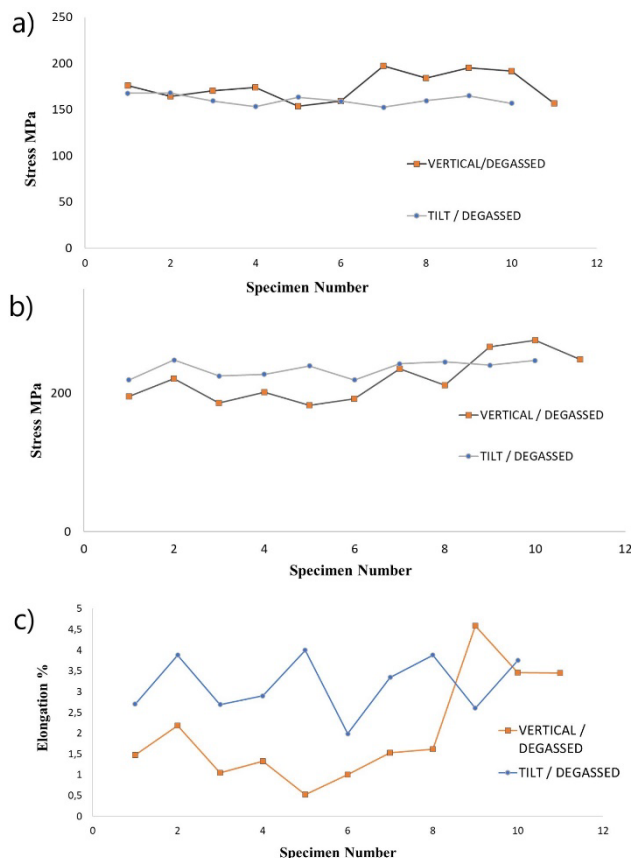 a)
250
200
150
100
50
0
Stress MPa
VERTICAL/DEGASSED
TILT / DEGASSED
0 2 4 6 8 10 12
Specimen Number
b)
200
0
Stress MPa
VERTICAL / DEGASSED
TILT / DEGASSED
0 2 4 6 8 10 12
Specimen Number
c)
5
4,5
4
3,5
3
2,5
2
1,5
1
0,5
0
Elongation %
VERTICAL /
DEGASSED
TILT / DEGASSED
0 2 4 6 8 10 12
Specimen Number